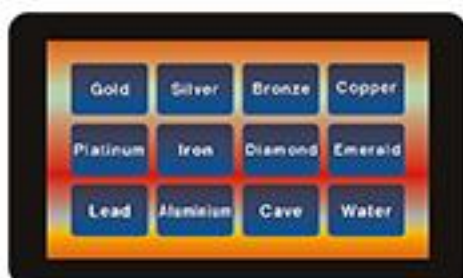 Gold Silver Bronze Copper
Platinum Iron Diamond Emerald
Lead Aluminium Cave Water